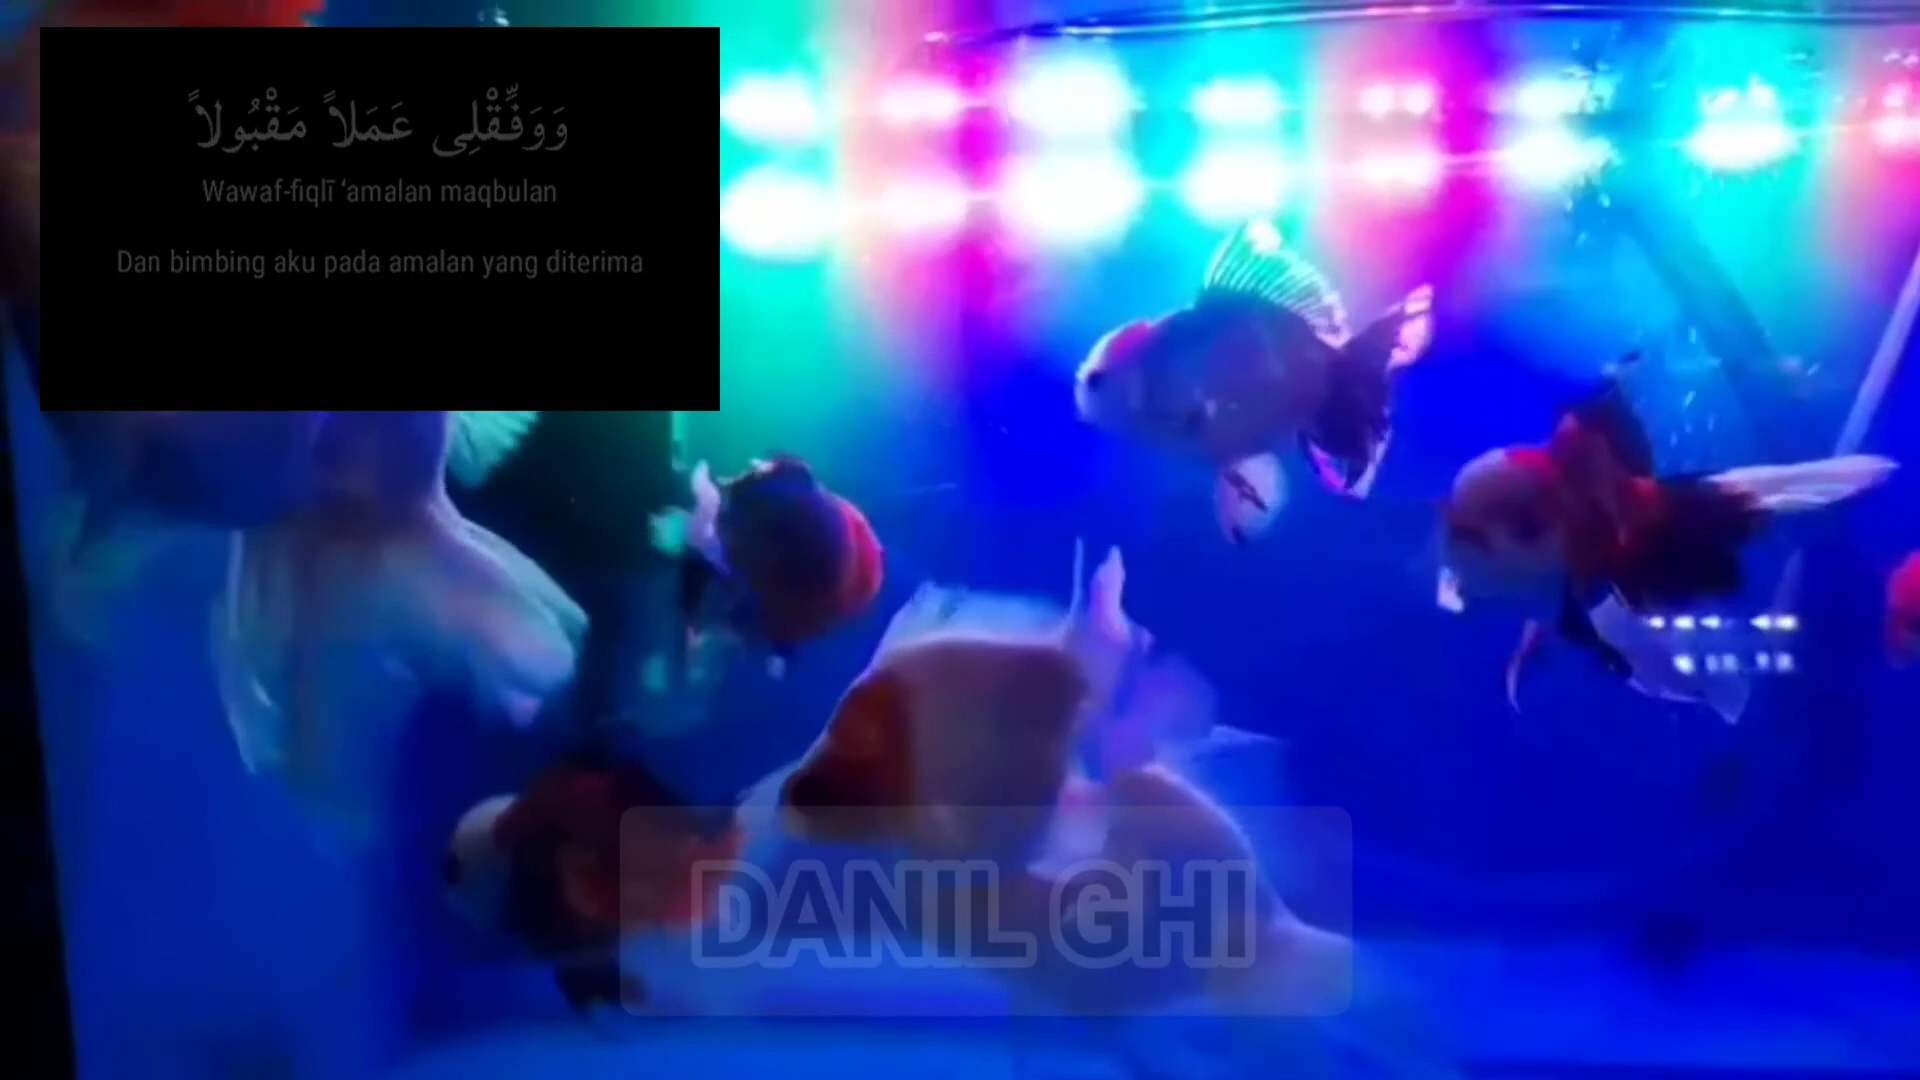 وَوَفِّقْلِى عَمَلاً مَقْبُولاً
Wawaf-fiqlī ‘amalan maqbulan
Dan bimbing aku pada amalan yang diterima
DANIL GHI